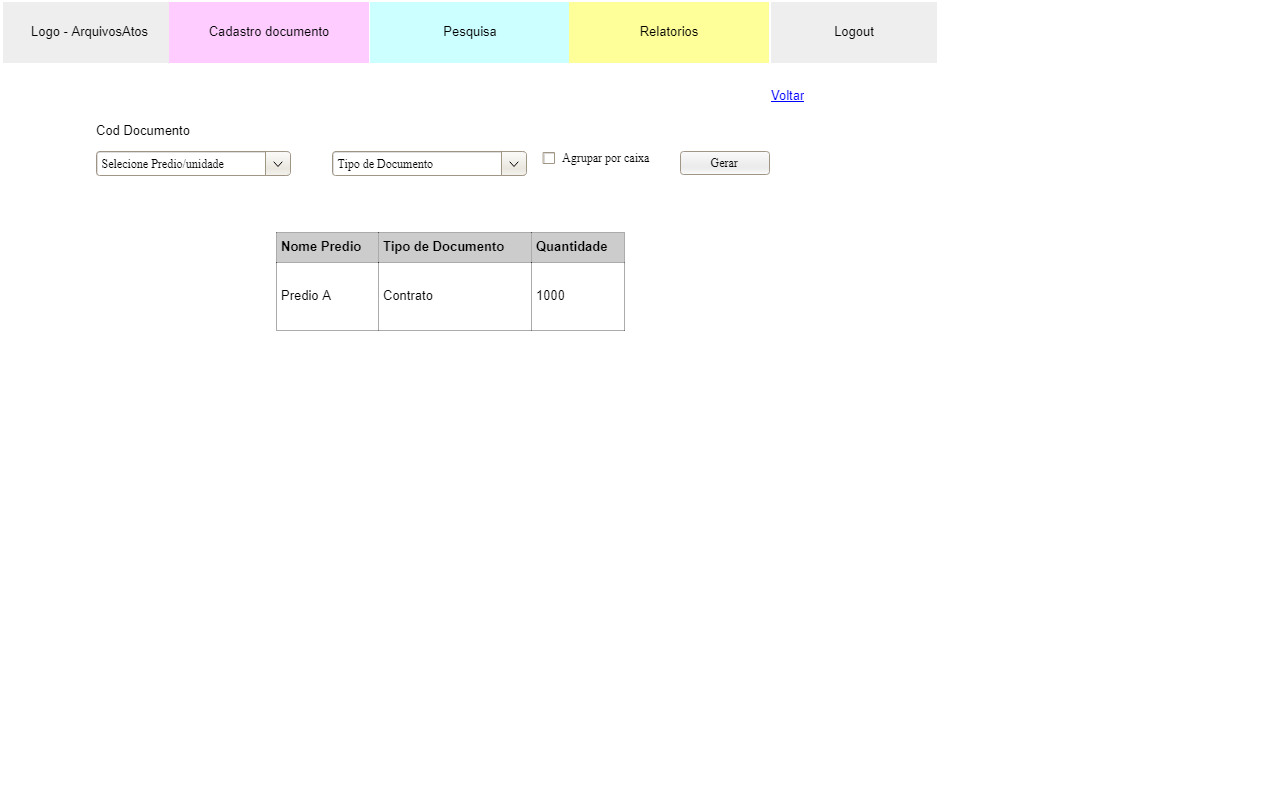 Logo - ArquivosAtos Cadastro documento Pesquisa Relatorios Logout
Voltar
Cod Documento
Selecione Predio/unidade Tipo de Documento Agrupar por caixa Gerar
Nome Predio Tipo de Documento Quantidade
Predio A Contrato 1000